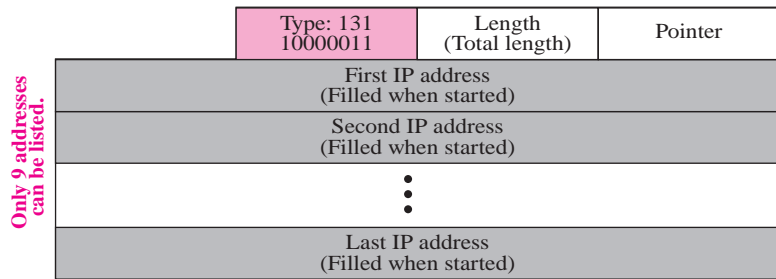 Type: 131
10000011
Length
(Total length)
Pointer
Only 9 addresses
can be listed.
First IP address
(Filled when started)
Second IP address
(Filled when started)
Last IP address
(Filled when started)